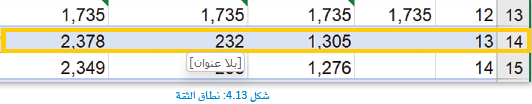 1,735 1,735 1,735 1,735 12 13
2,378 232 1,305 13 14
2,349 1,276 14 15
[بلا عنوان]
شكل 4.13: نطاق الثقة